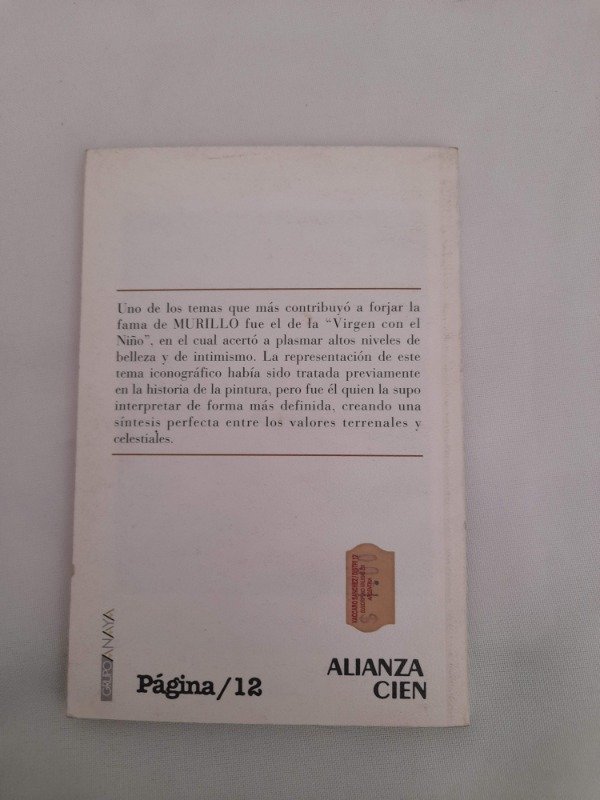 Uno de los temas que más contribuyó a forjar la
fama de MURILLO fue el de la “Virgen con el
Niño”, en el cual acertó a plasmar altos niveles de
belleza y de intimismo. La representación de este
tema iconográfico había sido tratada previamente
en la historia de la pintura, pero fue él quien la supo
interpretar de forma más definida, creando una
síntesis perfecta entre los valores terrenales y
celestiales.
ARGENTINA
GRUPO ANAYA
Página/12
ALIANZA
CIEN